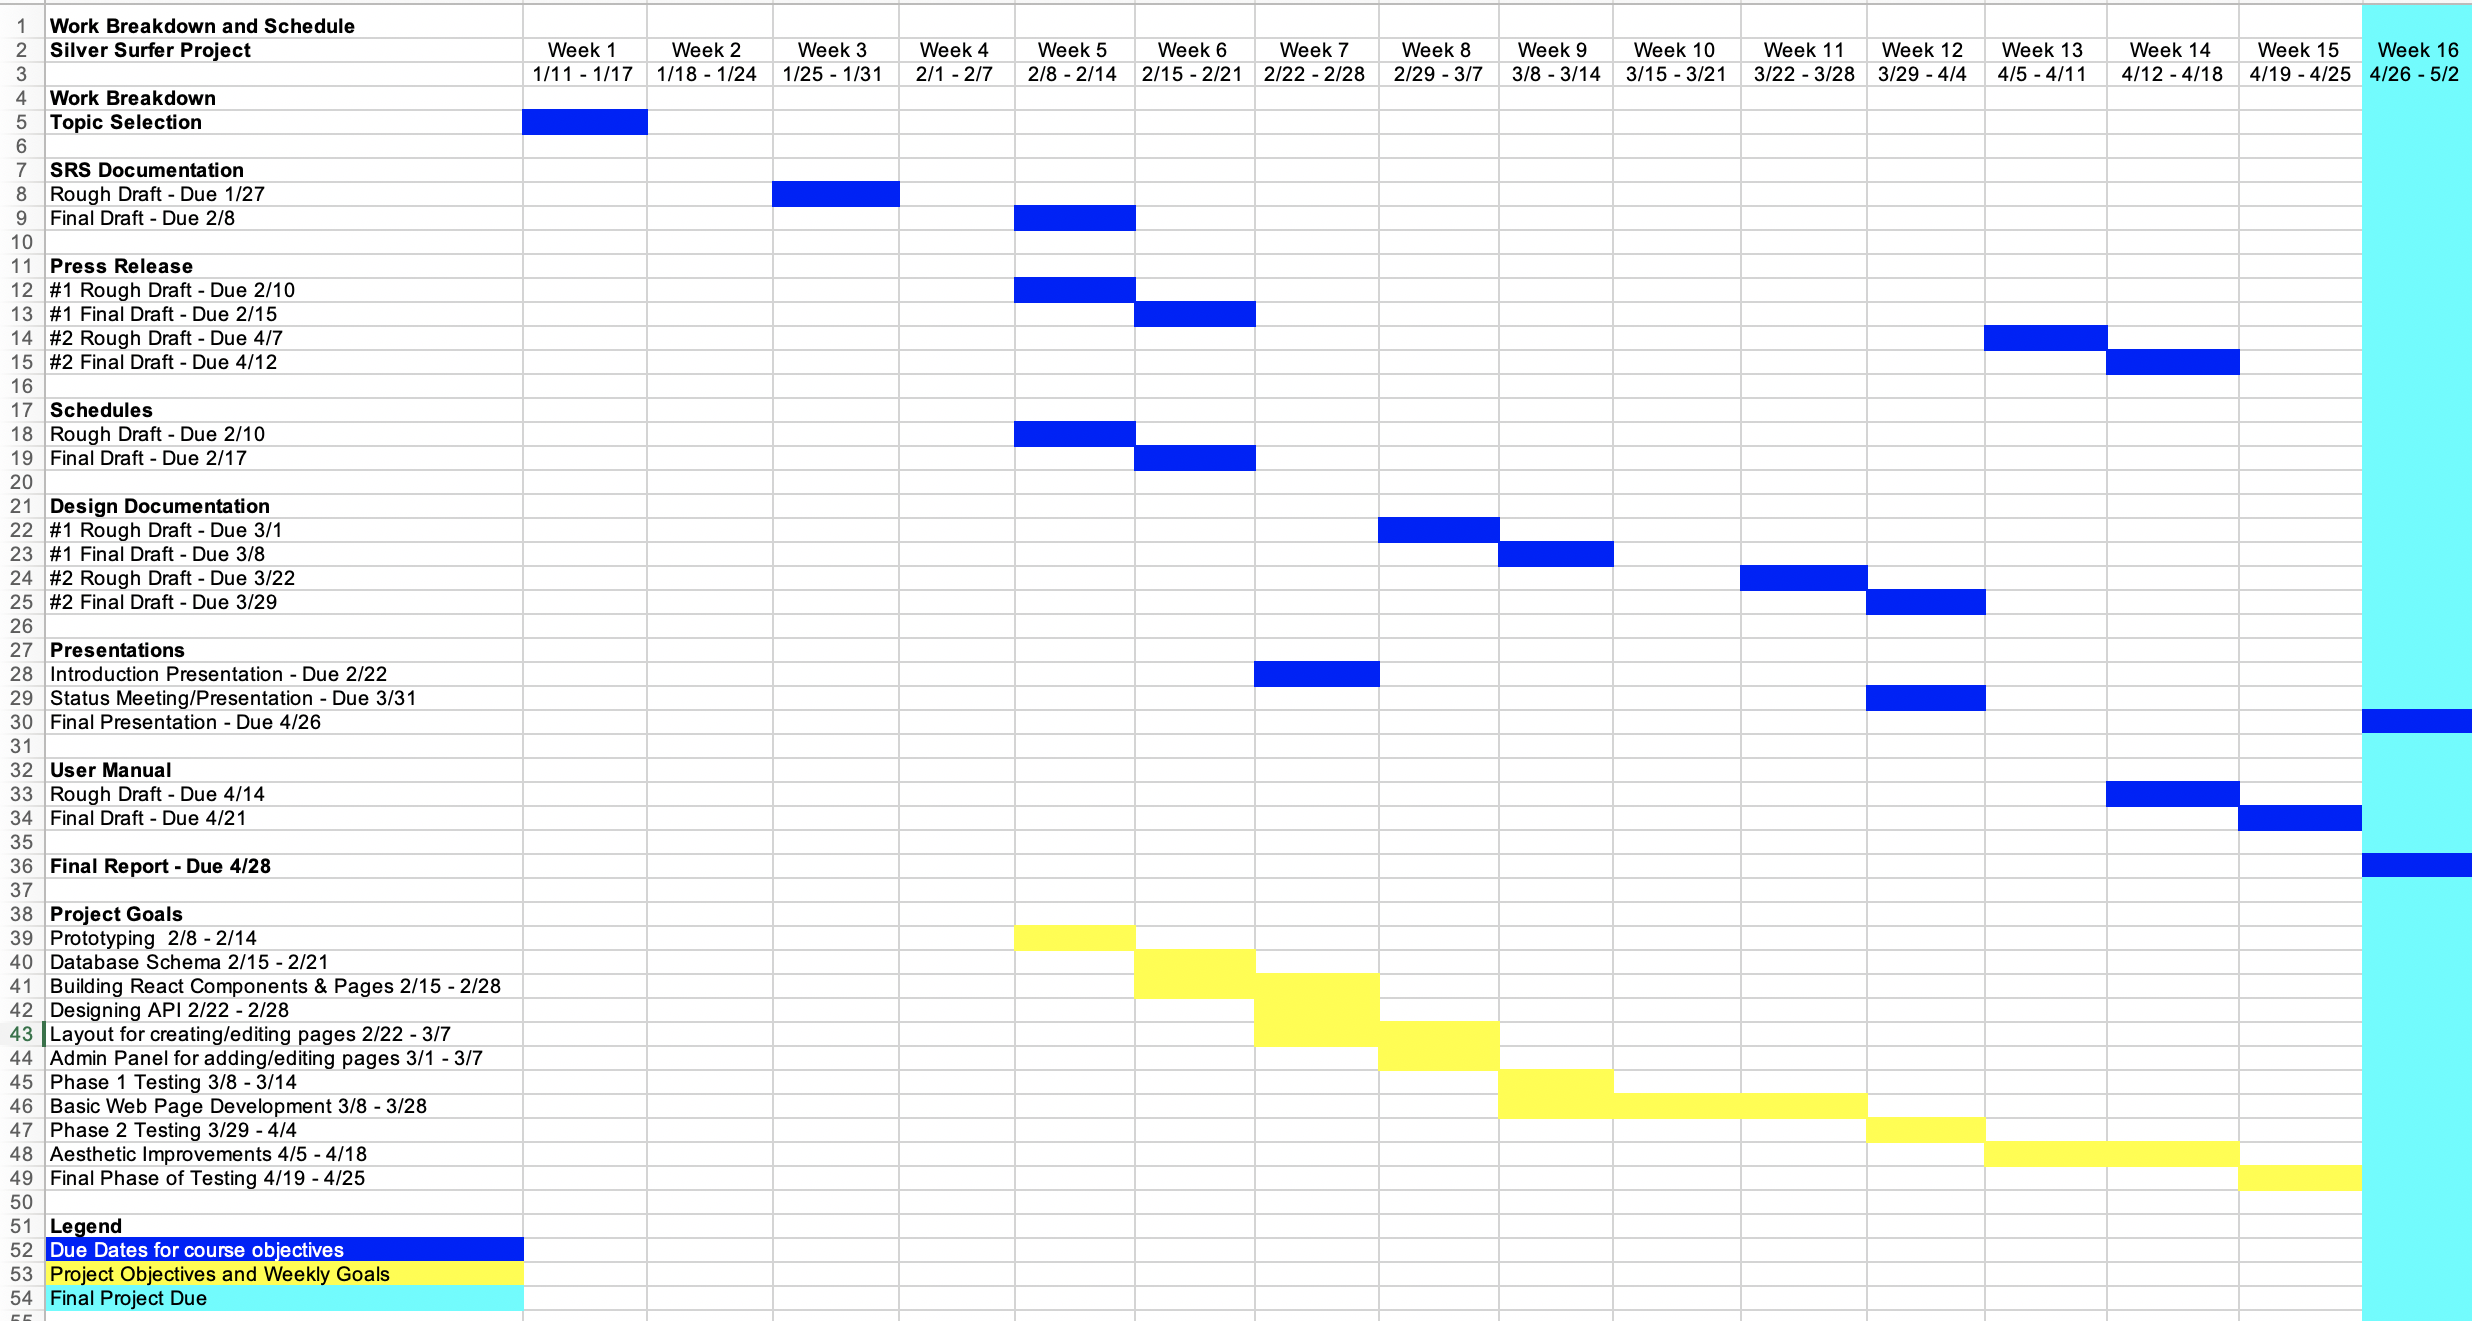 1 Work Breakdown and Schedule
2 Silver Surfer Project Week 1 Week 2 Week 3 Week 4 Week 5 Week 6 Week 7 Week 8 Week 9 Week 10 Week 11 Week 12 Week 13 Week 14 Week 15 Week 16
3 1/11 - 1/17 1/18 - 1/24 1/25 - 1/31 2/1 - 2/7 2/8 - 2/14 2/15 - 2/21 2/22 - 2/28 2/29 - 3/7 3/8 - 3/14 3/15 - 3/21 3/22 - 3/28 3/29 - 4/4 4/5 - 4/11 4/12 - 4/18 4/19 - 4/25 4/26 - 5/2
4 Work Breakdown
5 Topic Selection
6
7 SRS Documentation
8 Rough Draft - Due 1/27
9 Final Draft - Due 2/8
10
11 Press Release
12 #1 Rough Draft - Due 2/10
13 #1 Final Draft - Due 2/15
14 #2 Rough Draft - Due 4/7
15 #2 Final Draft - Due 4/12
16
17 Schedules
18 Rough Draft - Due 2/10
19 Final Draft - Due 2/17
20
21 Design Documentation
22 #1 Rough Draft - Due 3/1
23 #1 Final Draft - Due 3/8
24 #2 Rough Draft - Due 3/22
25 #2 Final Draft - Due 3/29
26
27 Presentations
28 Introduction Presentation - Due 2/22
29 Status Meeting/Presentation - Due 3/31
30 Final Presentation - Due 4/26
31
32 User Manual
33 Rough Draft - Due 4/14
34 Final Draft - Due 4/21
35
36 Final Report - Due 4/28
37
38 Project Goals
39 Prototyping  2/8 - 2/14
40 Database Schema 2/15 - 2/21
41 Building React Components & Pages 2/15 - 2/28
42 Designing API 2/22 - 2/28
43 Layout for creating/editing pages 2/22 - 3/7
44 Admin Panel for adding/editing pages 3/1 - 3/7
45 Phase 1 Testing 3/8 - 3/14
46 Basic Web Page Development 3/8 - 3/28
47 Phase 2 Testing 3/29 - 4/4
48 Aesthetic Improvements 4/5 - 4/18
49 Final Phase of Testing 4/19 - 4/25
50
51 Legend
52 Due Dates for course objectives
53 Project Objectives and Weekly Goals
54 Final Project Due
55